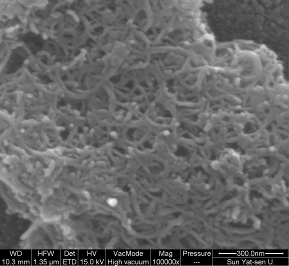 WD HFW Det HV VacMode Mag Pressure 300.0nm
10.3 mm 1.35 µm ETD 15.0 kV High vacuum 100000x --- Sun Yat-sen U.